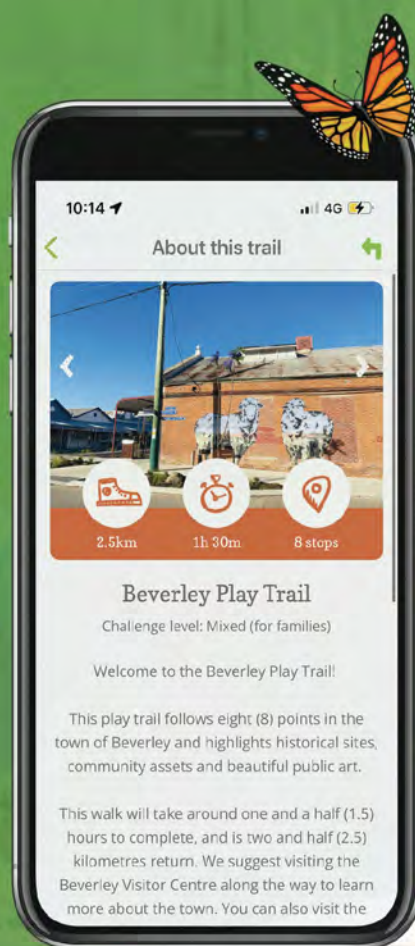 10:14
4G
About this trail
2.5km
1h 30m
8 stops
Beverley Play Trail
Challenge level: Mixed (for families)
Welcome to the Beverley Play Trail!
This play trail follows eight (8) points in the
town of Beverley and highlights historical sites,
community assets and beautiful public art.
This walk will take around one and a half (1.5)
hours to complete, and is two and half (2.5)
kilometres return. We suggest visiting the
Beverley Visitor Centre along the way to learn
more about the town. You can also visit the